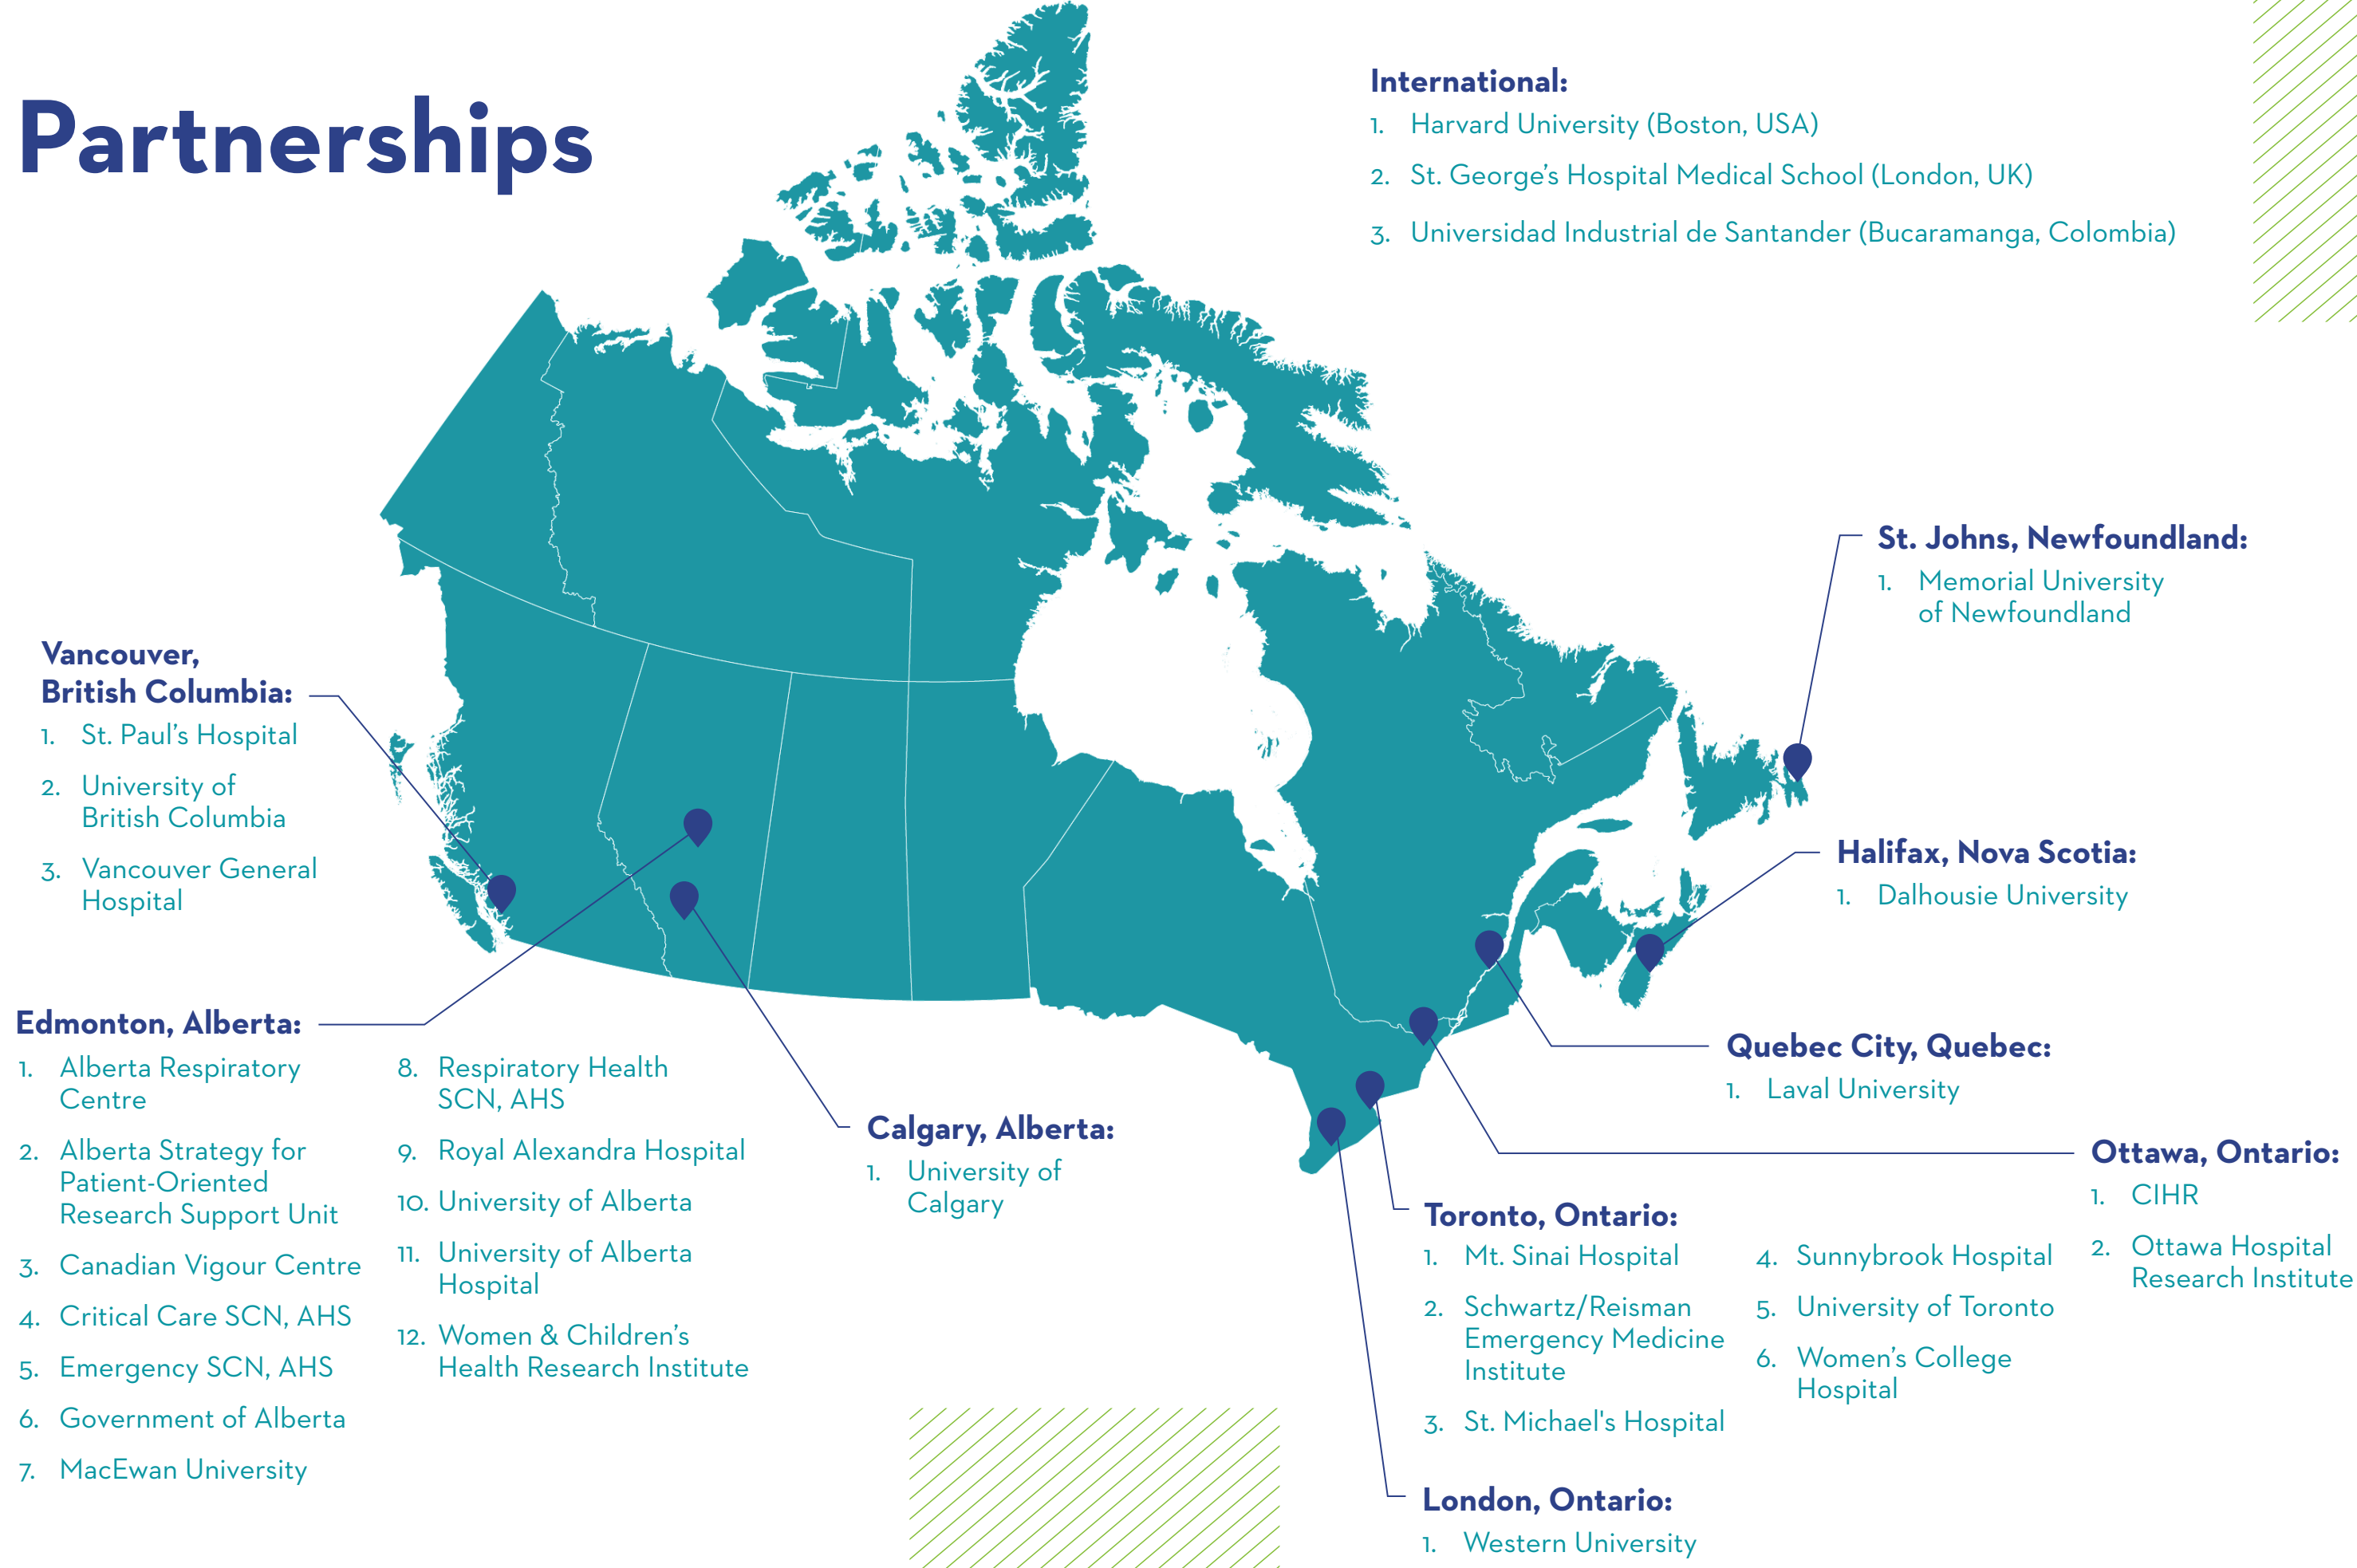 Partnerships
International:
1. Harvard University (Boston, USA)
2. St. George’s Hospital Medical School (London, UK)
3. Universidad Industrial de Santander (Bucaramanga, Colombia)
St. Johns, Newfoundland:
1. Memorial University
of Newfoundland
Vancouver,
British Columbia:
1. St. Paul’s Hospital
2. University of
British Columbia
3. Vancouver General
Hospital
Halifax, Nova Scotia:
1. Dalhousie University
Edmonton, Alberta:
1. Alberta Respiratory
Centre
2. Alberta Strategy for
Patient-Oriented
Research Support Unit
3. Canadian Vigour Centre
4. Critical Care SCN, AHS
5. Emergency SCN, AHS
6. Government of Alberta
7. MacEwan University
8. Respiratory Health
SCN, AHS
9. Royal Alexandra Hospital
10. University of Alberta
11. University of Alberta
Hospital
12. Women & Children’s
Health Research Institute
Calgary, Alberta:
1. University of
Calgary
Quebec City, Quebec:
1. Laval University
Ottawa, Ontario:
1. CIHR
2. Ottawa Hospital
Research Institute
Toronto, Ontario:
1. Mt. Sinai Hospital
2. Schwartz/Reisman
Emergency Medicine
Institute
3. St. Michael's Hospital
4. Sunnybrook Hospital
5. University of Toronto
6. Women’s College
Hospital
London, Ontario:
1. Western University